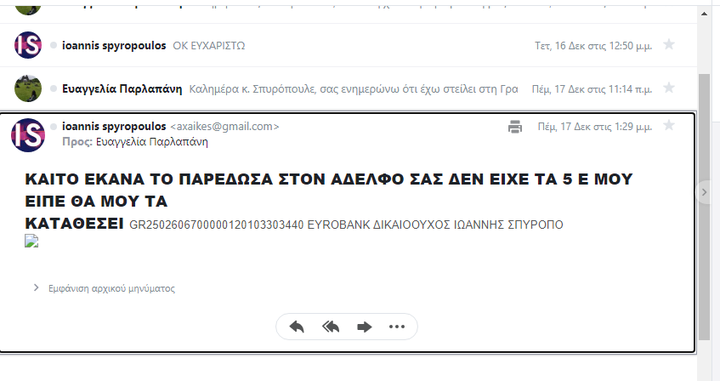 ioannis spyropoulos ΟΚ ΕΥΧΑΡΙΣΤΩ Τετ, 16 Δεκ στις 12:50 μ.μ.
Ευαγγελία Παρλαπάνη Καλημέρα κ. Σπυρόπουλε, σας ενημερώνω ότι έχω στείλει στη Γρα Πέμ, 17 Δεκ στις 11:14 π.μ.
IS
ioannis spyropoulos <axaikes@gmail.com> Πέμ, 17 Δεκ στις 1:29 μ.μ.
Προς: Ευαγγελία Παρλαπάνη
ΚΑΙΤΟ ΕΚΑΝΑ ΤΟ ΠΑΡΕΔΩΣΑ ΣΤΟΝ ΑΔΕΛΦΟ ΣΑΣ ΔΕΝ ΕΙΧΕ ΤΑ 5 Ε ΜΟΥ
ΕΙΠΕ ΘΑ ΜΟΥ ΤΑ
ΚΑΤΑΘΕΣΕΙ GR2502606700000120103303440 EYROBANK ΔΙΚΑΙΟΟΥΧΟΣ ΙΩΑΝΝΗΣ ΣΠΥΡΟΠΟ
Εμφάνιση αρχικού μηνύματος